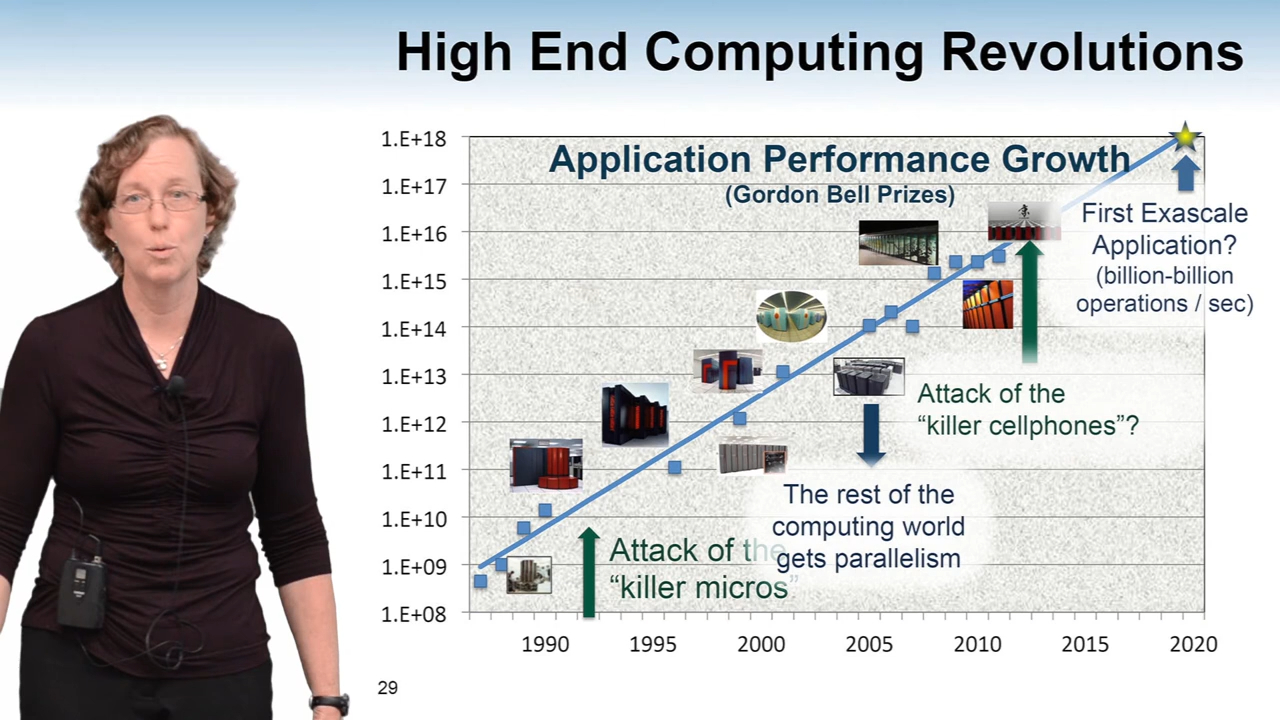 High End Computing Revolutions
Application Performance Growth
(Gordon Bell Prizes)
1.E+18
1.E+17
1.E+16
1.E+15
1.E+14
1.E+13
1.E+12
1.E+11
1.E+10
1.E+09
1.E+08
First Exascale
Application?
(billion-billion
operations / sec)
Attack of the
“killer cellphones”?
The rest of the
computing world
gets parallelism
Attack of the
“killer micros”
1990 1995 2000 2005 2010 2015 2020
29